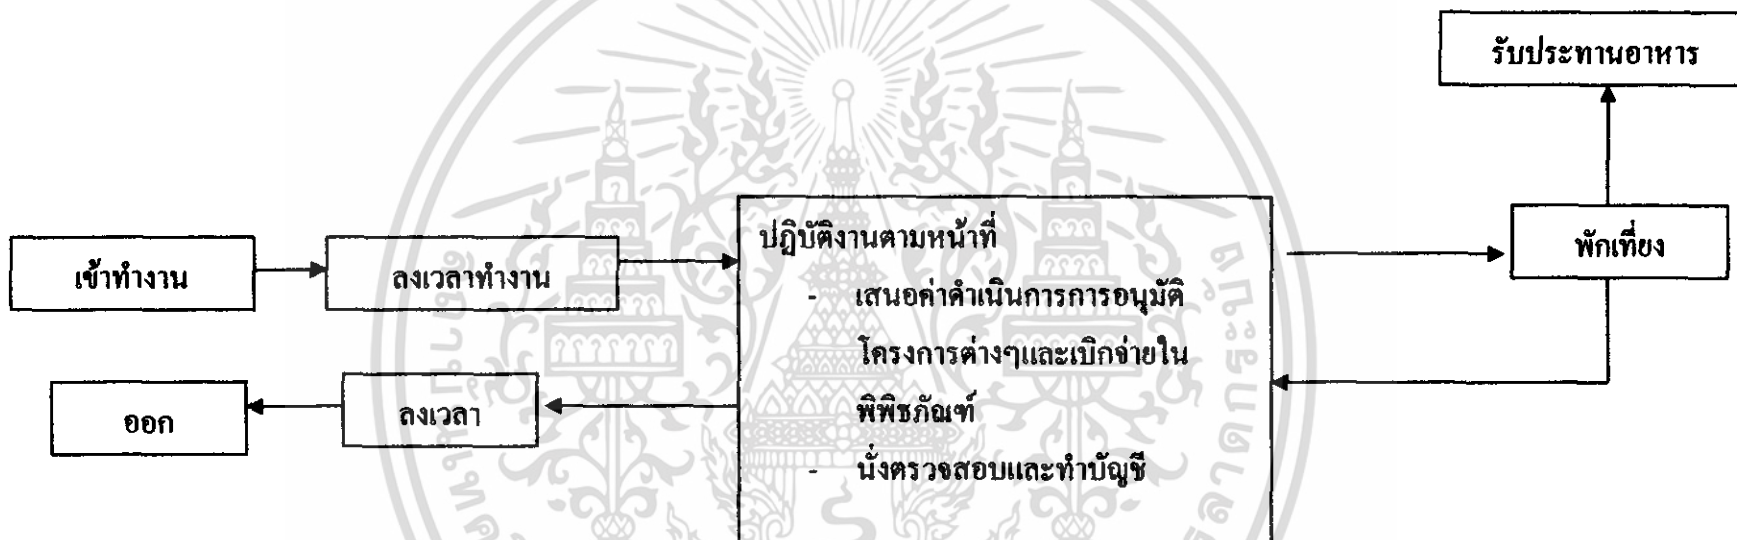 รับประทานอาหาร
เข้าทำงาน
ลงเวลาทำงาน
ปฏิบัติงานตามหน้าที่
- เสนอค่าดำเนินการการอนุมัติ
โครงการต่างๆและเบิกจ่ายใน
พิพิธภัณฑ์
- นั่งตรวจสอบและทำบัญชี
พักเที่ยง
ลงเวลา
ออก